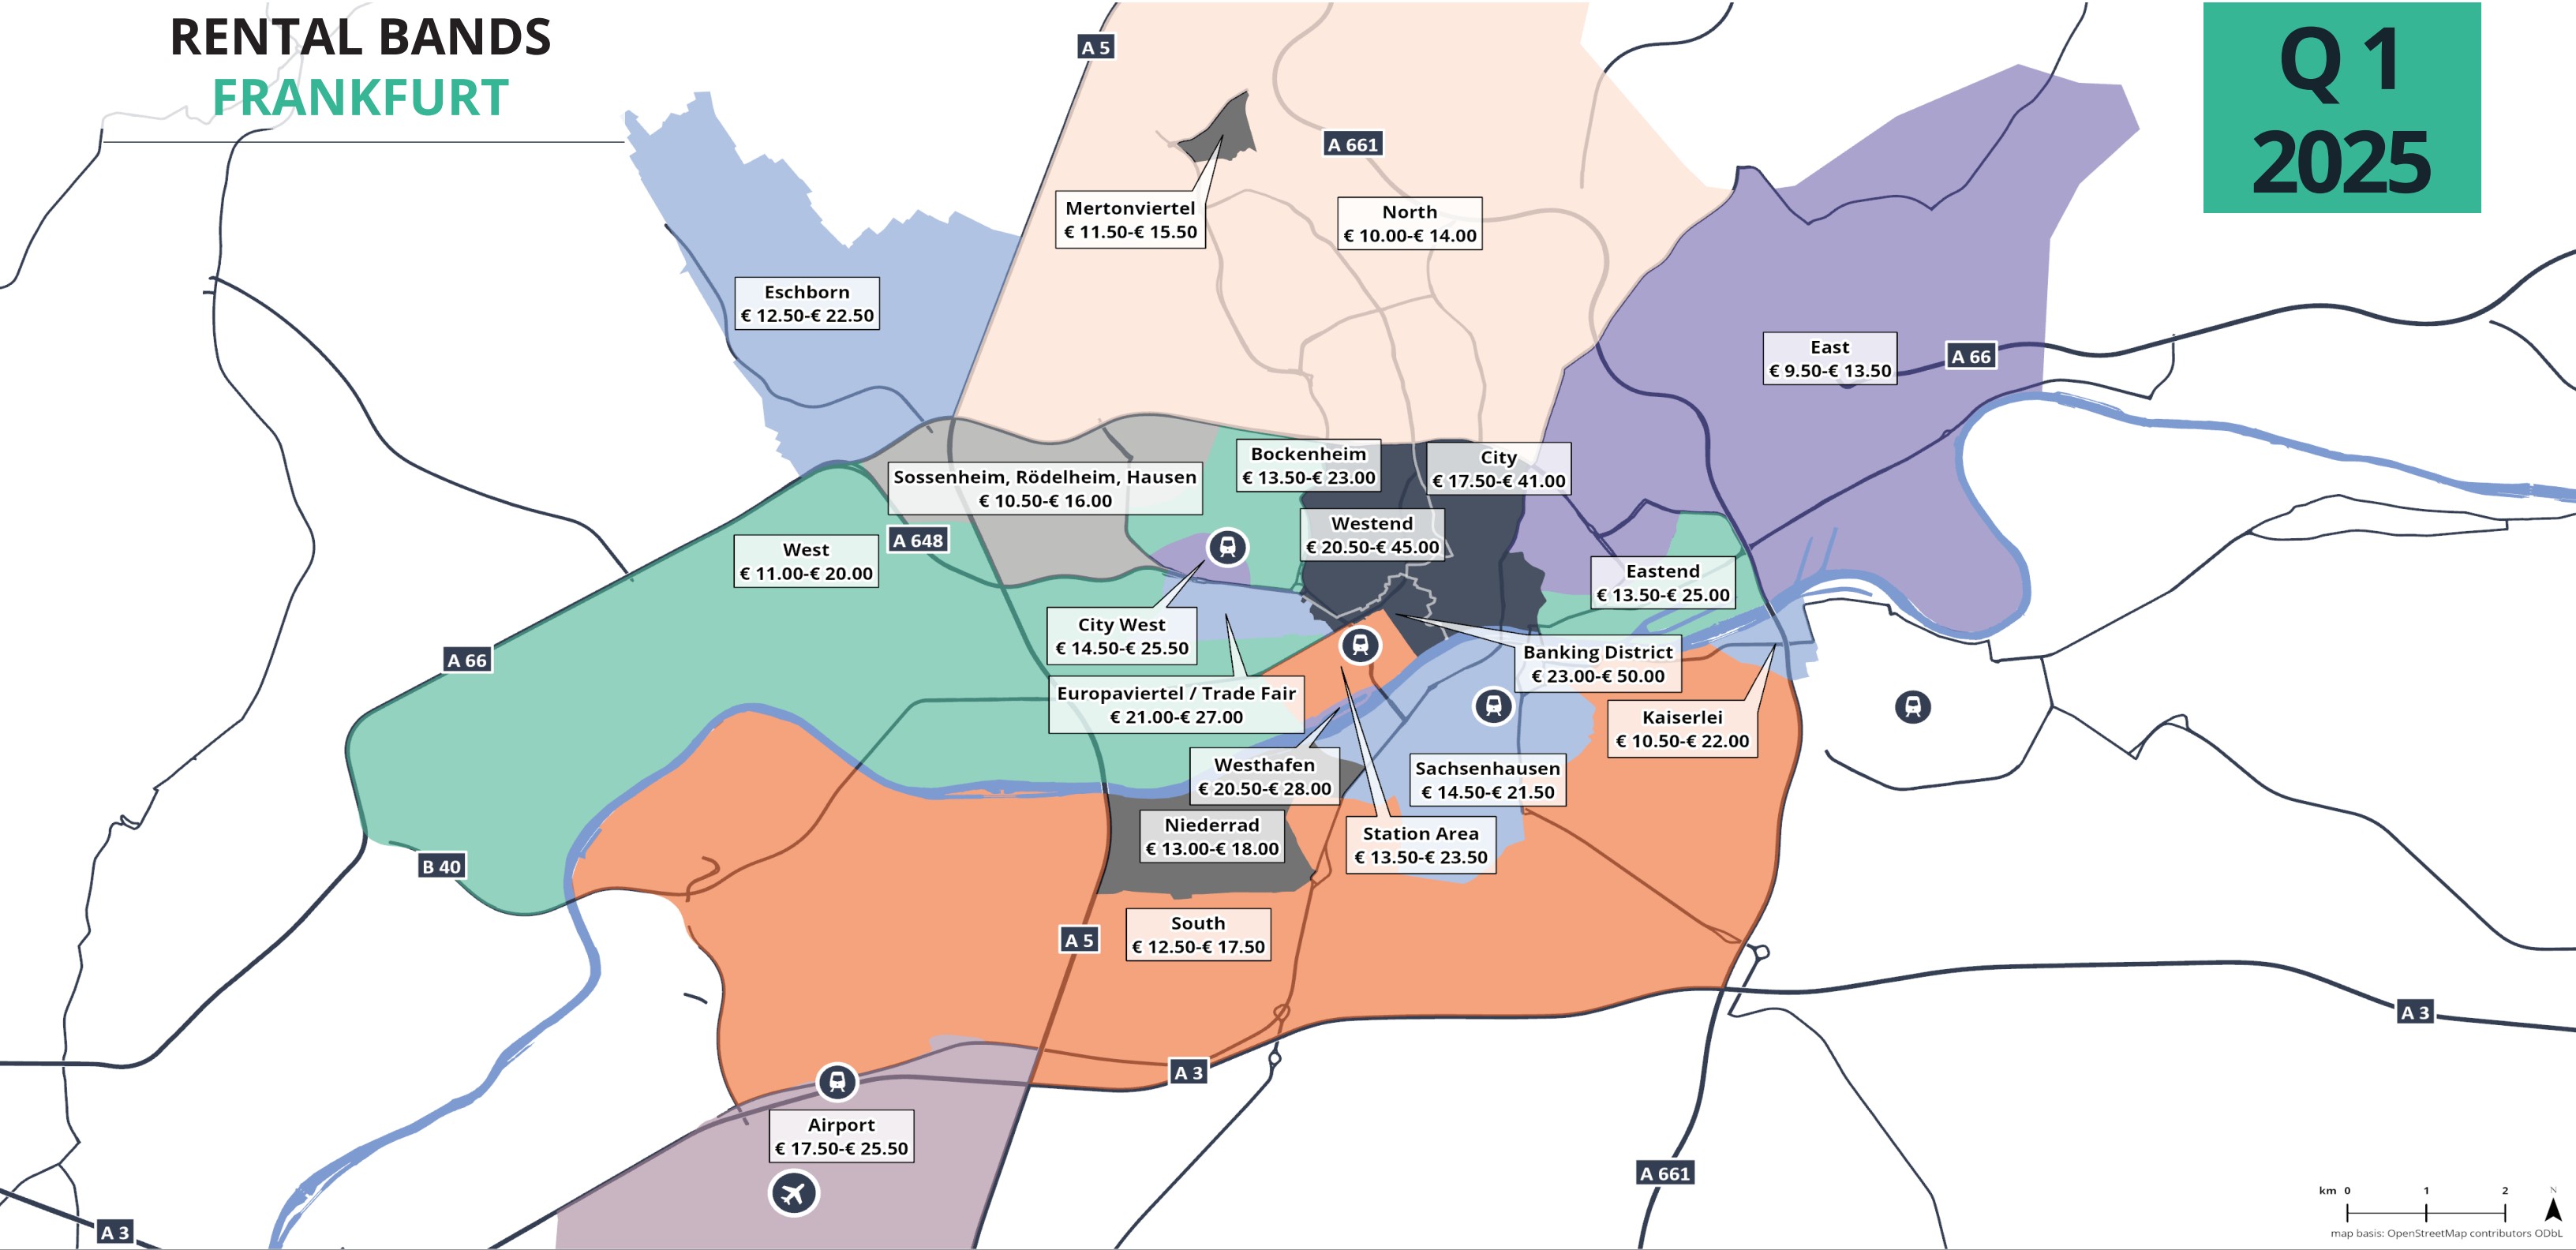 RENTAL BANDS
FRANKFURT
Q 1
2025
A 5
A 661
Mertonviertel
€ 11.50-€ 15.50
North
€ 10.00-€ 14.00
Eschborn
€ 12.50-€ 22.50
East
€ 9.50-€ 13.50
A 66
Bockenheim
€ 13.50-€ 23.00
City
€ 17.50-€ 41.00
Sossenheim, Rödelheim, Hausen
€ 10.50-€ 16.00
Westend
€ 20.50-€ 45.00
A 648
West
€ 11.00-€ 20.00
Eastend
€ 13.50-€ 25.00
City West
€ 14.50-€ 25.50
A 66
Banking District
€ 23.00-€ 50.00
Europaviertel / Trade Fair
€ 21.00-€ 27.00
Kaiserlei
€ 10.50-€ 22.00
Westhafen
€ 20.50-€ 28.00
Sachsenhausen
€ 14.50-€ 21.50
Niederrad
€ 13.00-€ 18.00
Station Area
€ 13.50-€ 23.50
B 40
South
€ 12.50-€ 17.50
A 5
A 3
A 3
Airport
€ 17.50-€ 25.50
A 661
A 3
km 0 1 2 N
map basis: OpenStreetMap contributors ODbL